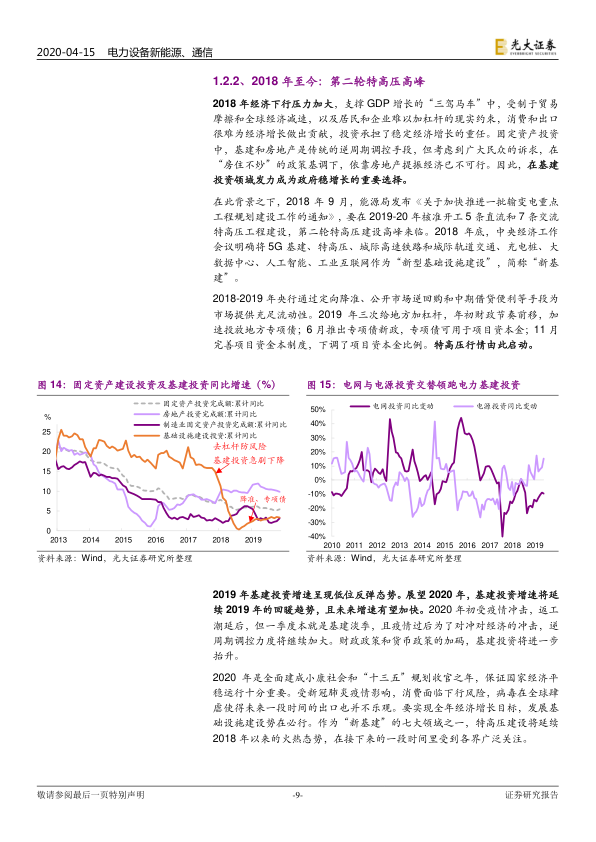 2020-04-15 电力设备新能源、通信
光大证券
EVERBRIGHT SECURITIES
1.2.2、2018 年至今：第二轮特高压高峰
2018 年经济下行压力加大，支撑 GDP 增长的“三驾马车”中，受制于贸易
摩擦和全球经济减速，以及居民和企业难以加杠杆的现实约束，消费和出口
很难为经济增长做出贡献，投资承担了稳定经济增长的重任。固定资产投资
中，基建和房地产是传统的逆周期调控手段，但考虑到广大民众的诉求，在
“房住不炒”的政策基调下，依靠房地产提振经济已不可行。因此，在基建
投资领域发力成为政府稳增长的重要选择。
在此背景之下，2018 年 9 月，能源局发布《关于加快推进一批输变电重点
工程规划建设工作的通知》，要在 2019-20 年核准开工 5 条直流和 7 条交流
特高压工程建设，第二轮特高压建设高峰来临。2018 年底，中央经济工作
会议明确将 5G 基建、特高压、城际高速铁路和城际轨道交通、充电桩、大
数据中心、人工智能、工业互联网作为“新型基础设施建设”，简称“新基
建”。
2018-2019 年央行通过定向降准、公开市场逆回购和中期借贷便利等手段为
市场提供充足流动性。2019 年三次给地方加杠杆，年初财政节奏前移，加
速投放地方专项债；6 月推出专项债新政，专项债可用于项目资本金；11 月
完善项目资本金制度，下调了项目资本金比例。特高压行情由此启动。
图 14：固定资产建设投资及基建投资同比增速（%）
固定资产投资完成额:累计同比
房地产投资完成额:累计同比
制造业固定资产投资完成额:累计同比
基础设施建设投资:累计同比
%
25
20
15
10
5
0
去杠杆防风险
基建投资急刹下降
降准、专项债
2013 2014 2015 2016 2017 2018 2019
资料来源：Wind，光大证券研究所整理
图 15：电网与电源投资交替领跑电力基建投资
电网投资同比变动 电源投资同比变动
50%
40%
30%
20%
10%
0%
-10%
-20%
-30%
-40%
2010 2011 2012 2013 2014 2015 2016 2017 2018 2019
资料来源：Wind，光大证券研究所整理
2019 年基建投资增速呈现低位反弹态势。展望 2020 年，基建投资增速将延
续 2019 年的回暖趋势，且未来增速有望加快。2020 年初受疫情冲击，返工
潮延后，但一季度本就是基建淡季，且疫情过后为了对冲对经济的冲击，逆
周期调控力度将继续加大。财政政策和货币政策的加码，基建投资将进一步
抬升。
2020 年是全面建成小康社会和“十三五”规划收官之年，保证国家经济平
稳运行十分重要。受新冠肺炎疫情影响，消费面临下行风险，病毒在全球肆
虐使得未来一段时间的出口也并不乐观。要实现全年经济增长目标，发展基
础设施建设势在必行。作为“新基建”的七大领域之一，特高压建设将延续
2018 年以来的火热态势，在接下来的一段时间里受到各界广泛关注。
敬请参阅最后一页特别声明
-9-
证券研究报告